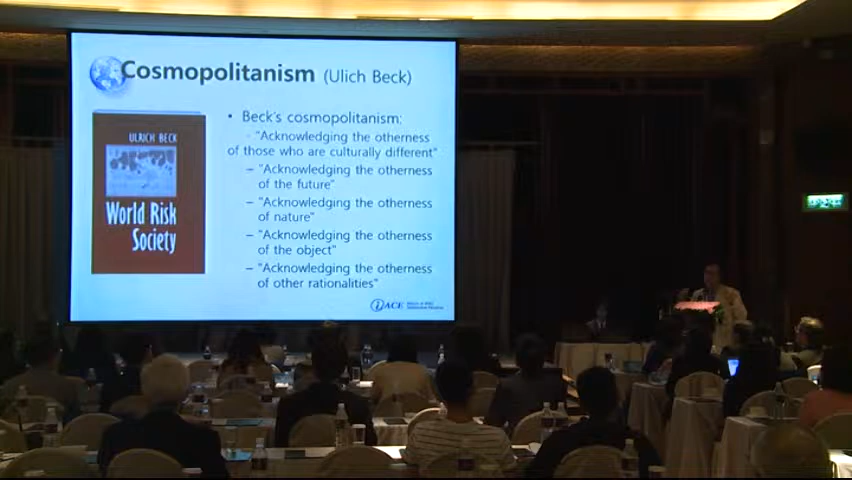 Cosmopolitanism (Ulich Beck)
ULRICH BECK
World Risk
Society
• Beck's cosmopolitanism:
- "Acknowledging the otherness
of those who are culturally different"
– "Acknowledging the otherness
of the future"
– "Acknowledging the otherness
of nature"
– "Acknowledging the otherness
of the object"
– "Acknowledging the otherness
of other rationalities"
iACE